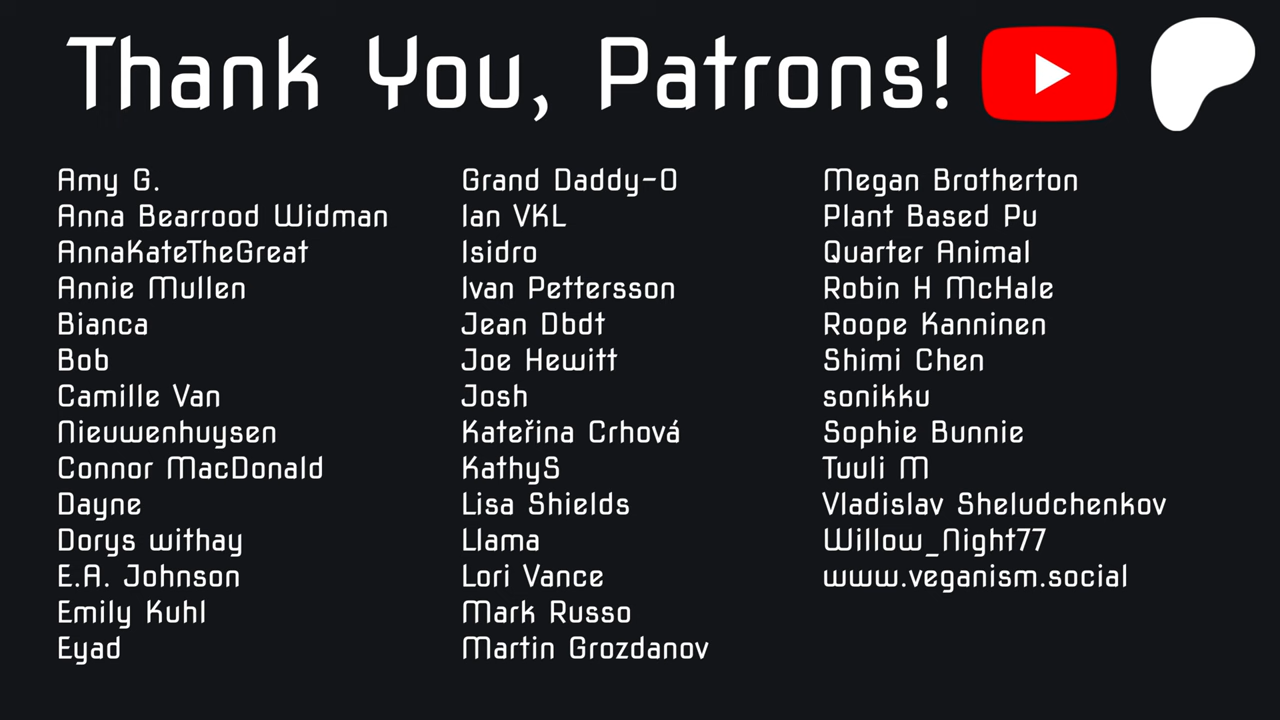 Thank You, Patrons!
Amy G.
Anna Bearrood Widman
AnnaKateTheGreat
Annie Mullen
Bianca
Bob
Camille Van
Nieuwenhuysen
Connor MacDonald
Dayne
Dorys withay
E.A. Johnson
Emily Kuhl
Eyad
Grand Daddy-O
Ian VKL
Isidro
Ivan Pettersson
Jean Dbdt
Joe Hewitt
Josh
Kateřina Crhová
KathyS
Lisa Shields
Llama
Lori Vance
Mark Russo
Martin Grozdanov
Megan Brotherton
Plant Based Pu
Quarter Animal
Robin H McHale
Roope Kanninen
Shimi Chen
sonikku
Sophie Bunnie
Tuuli M
Vladislav Sheludchenkov
Willow_Night77
www.veganism.social